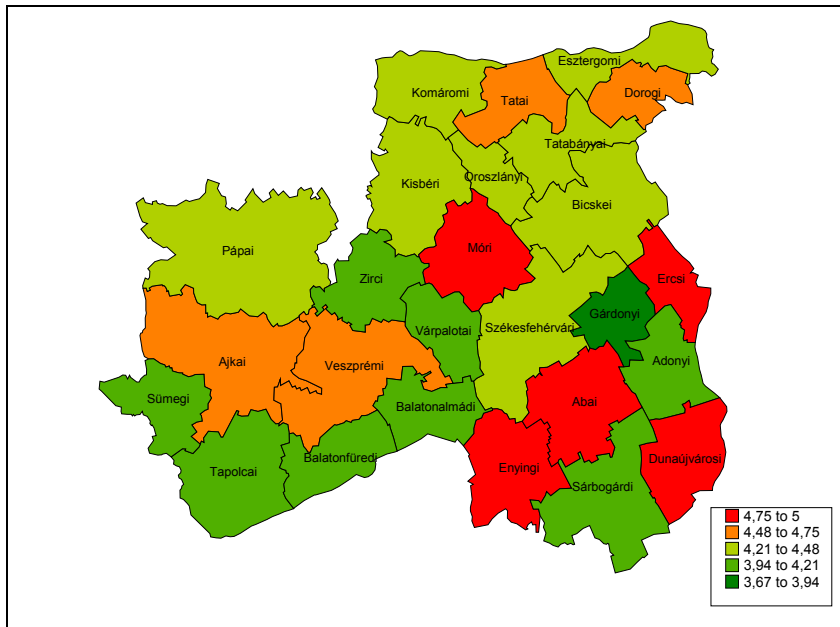 Esztergomi
Komáromi
Tatai
Dorogi
Tatabányai
Kisbéri
Oroszlányi
Bicskei
Pápai
Móri
Zirci
Ercsi
Gárdonyi
Várpalotai
Székesfehérvári
Ajkai
Veszprémi
Adonyi
Sümegi
Balatonalmádi
Abai
Tapolcai
Balatonfüredi
Enyingi
Dunaújvárosi
Sárbogárdi
4,75 to 5
4,48 to 4,75
4,21 to 4,48
3,94 to 4,21
3,67 to 3,94